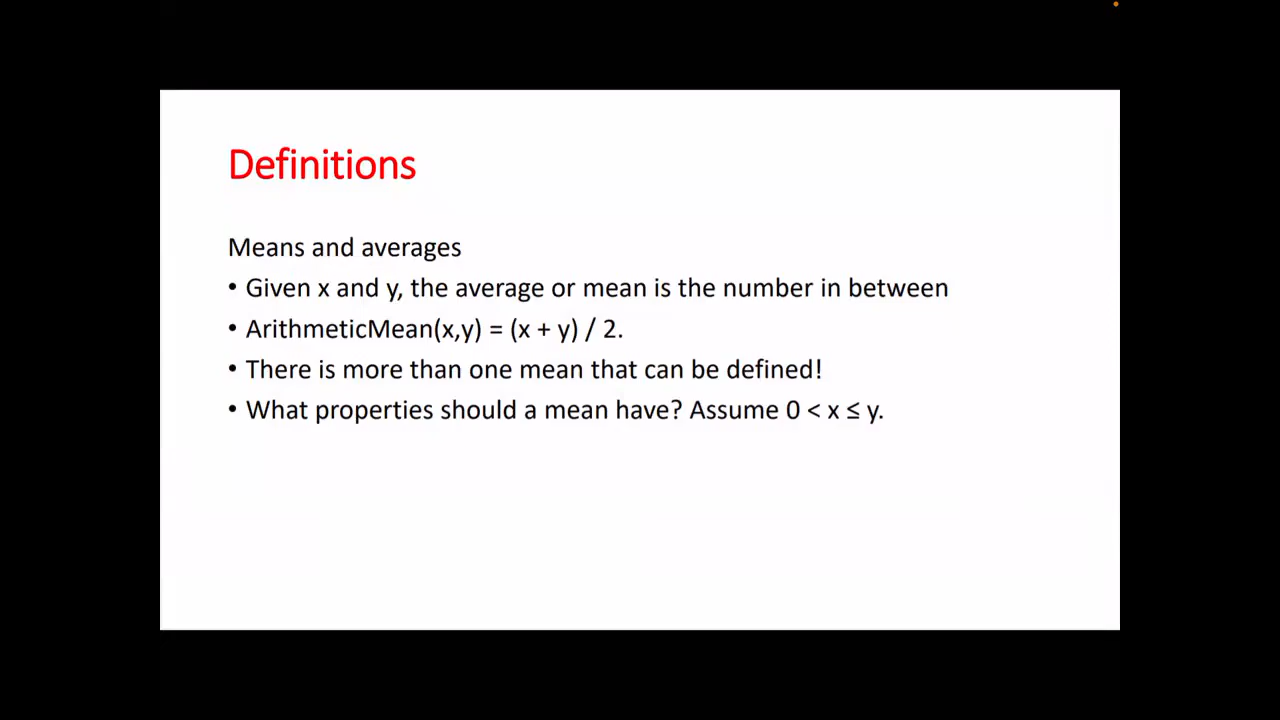 Definitions
Means and averages
• Given x and y, the average or mean is the number in between
• ArithmeticMean(x,y) = (x + y) / 2.
• There is more than one mean that can be defined!
• What properties should a mean have? Assume 0 < x ≤ y.